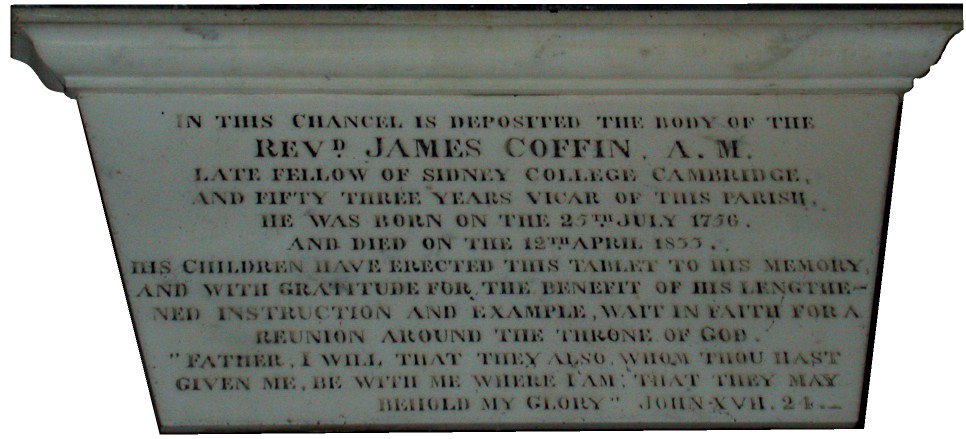 IN THIS CHANCEL IS DEPOSITED THE BODY OF THE
REVD JAMES COFFIN, A.M.
LATE FELLOW OF SIDNEY COLLEGE CAMBRIDGE,
AND FIFTY THREE YEARS VICAR OF THIS PARISH.
HE WAS BORN ON THE 25TH JULY 1756.
AND DIED ON THE 12TH APRIL 1833.
HIS CHILDREN HAVE ERECTED THIS TABLET TO HIS MEMORY,
AND WITH GRATITUDE FOR THE BENEFIT OF HIS LENGTHE-
NED INSTRUCTION AND EXAMPLE, WAIT IN FAITH FOR A
REUNION AROUND THE THRONE OF GOD.
"FATHER, I WILL THAT THEY ALSO, WHOM THOU HAST
GIVEN ME, BE WITH ME WHERE I AM; THAT THEY MAY
BEHOLD MY GLORY" JOHN XVII. 24.